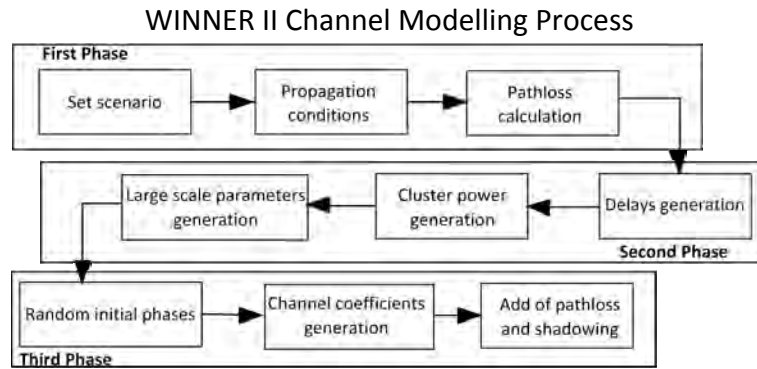 WINNER II Channel Modelling Process
First Phase
Set scenario
Propagation
conditions
Pathloss
calculation
Large scale parameters
generation
Cluster power
generation
Delays generation
Second Phase
Random initial phases
Channel coefficients
generation
Add of pathloss
and shadowing
Third Phase